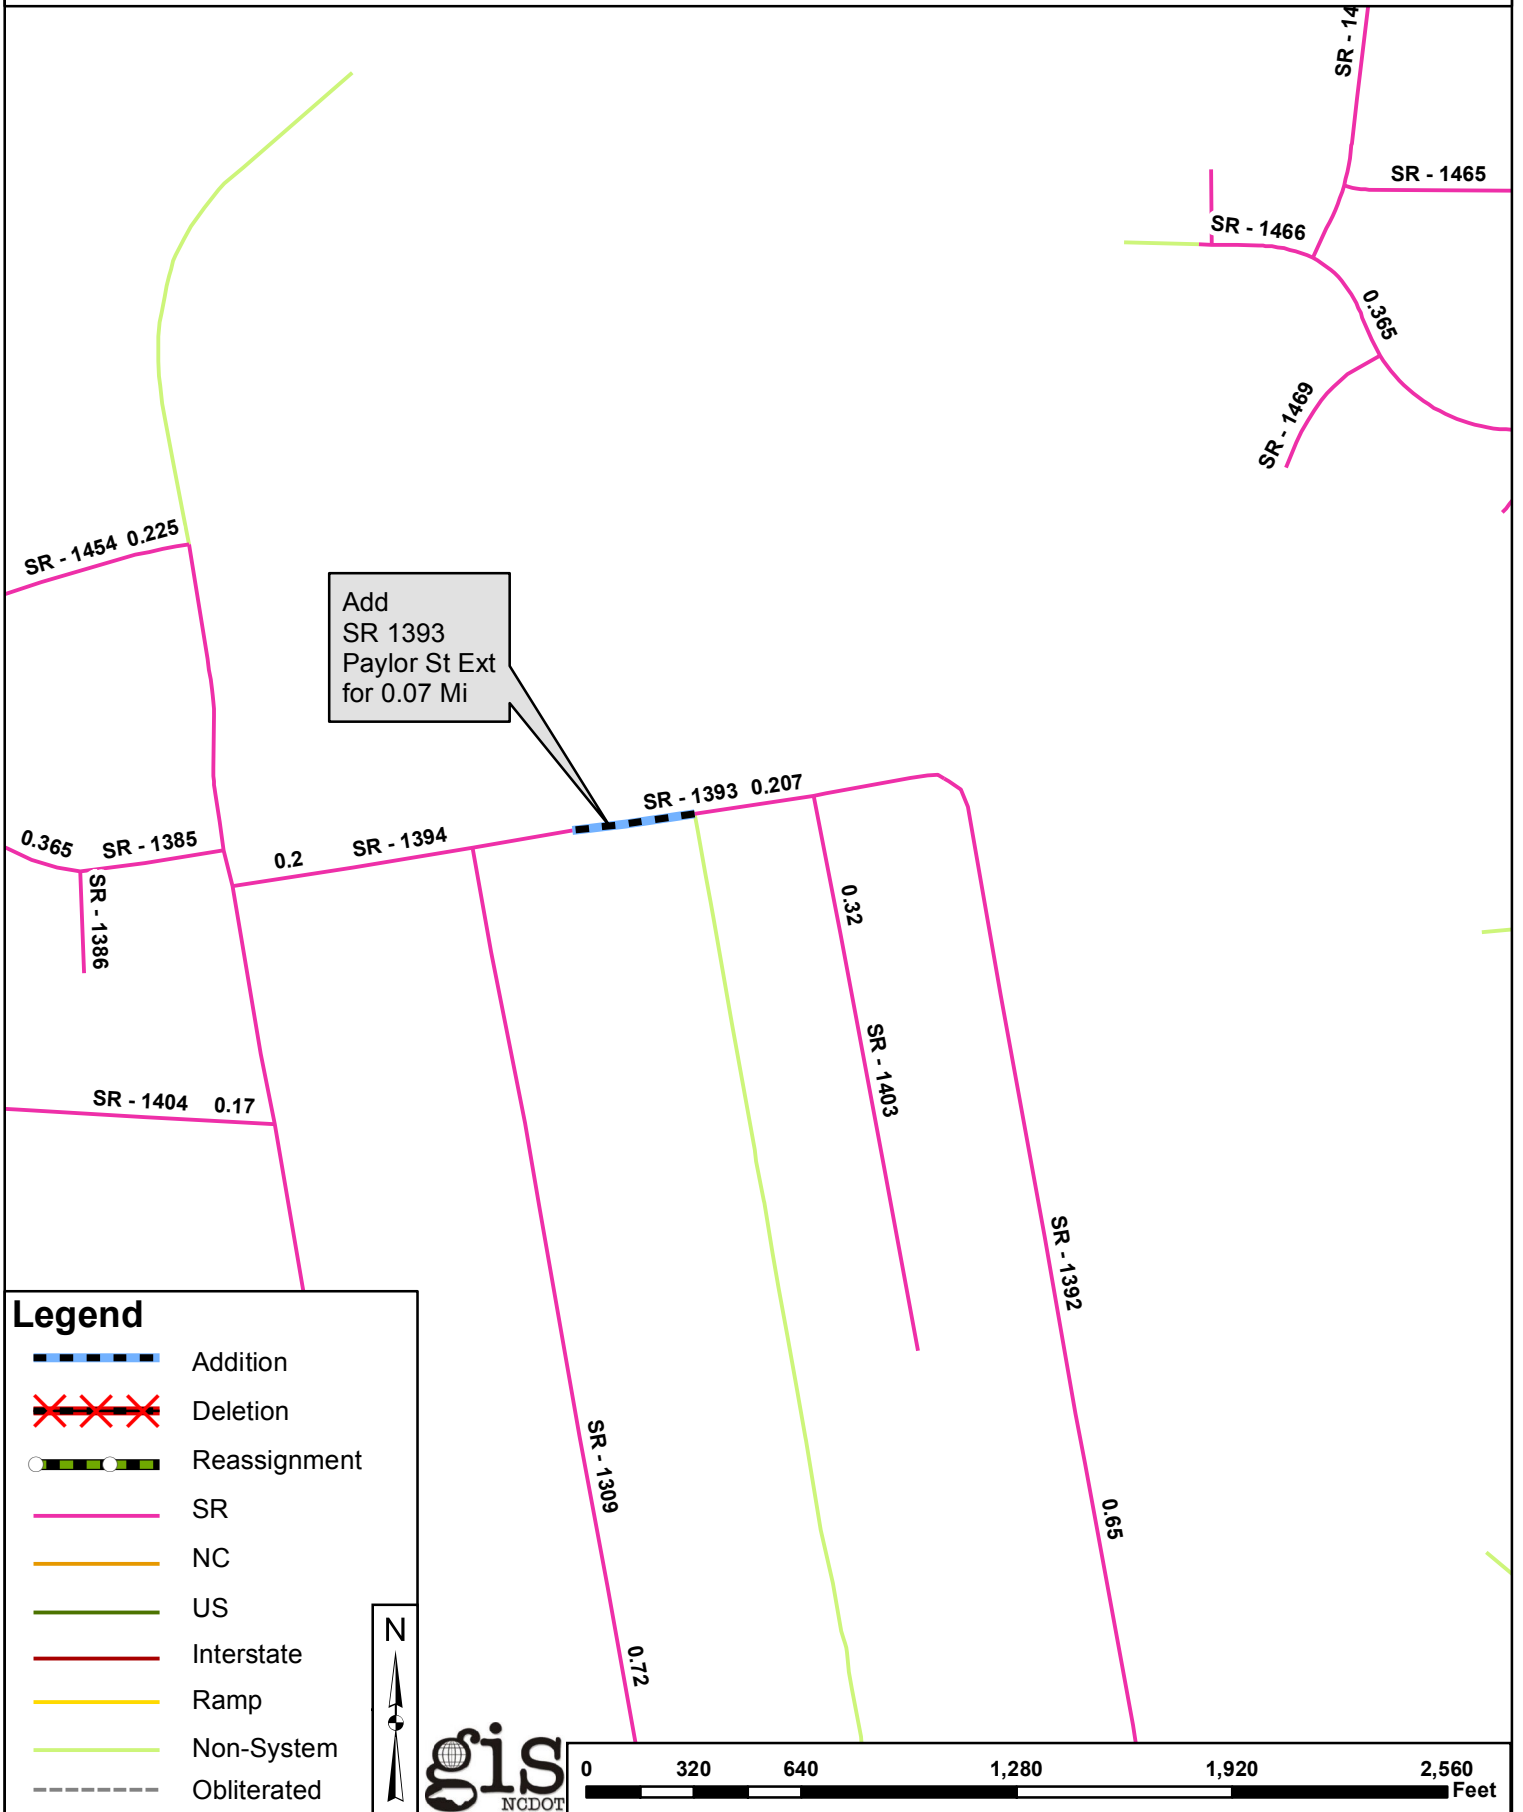 SR - 14
SR - 1465
SR - 1466
0.365
SR - 1469
SR - 1454 0.225
Add
SR 1393
Paylor St Ext
for 0.07 Mi
SR - 1393 0.207
0.365 SR - 1385
0.2 SR - 1394
SR - 1386
0.32
SR - 1403
SR - 1404 0.17
SR - 1392
SR - 1309
0.65
0.72
Legend
Addition
Deletion
Reassignment
SR
NC
US
Interstate
Ramp
Non-System
Obliterated
N
gis
NCDOT
0 320 640 1,280 1,920 2,560
Feet